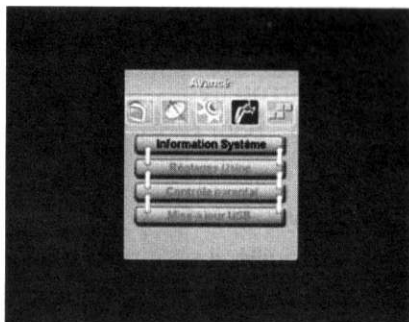 Avancé
Information Système
Réglages Usine
Contrôle parental
Mise à jour USB